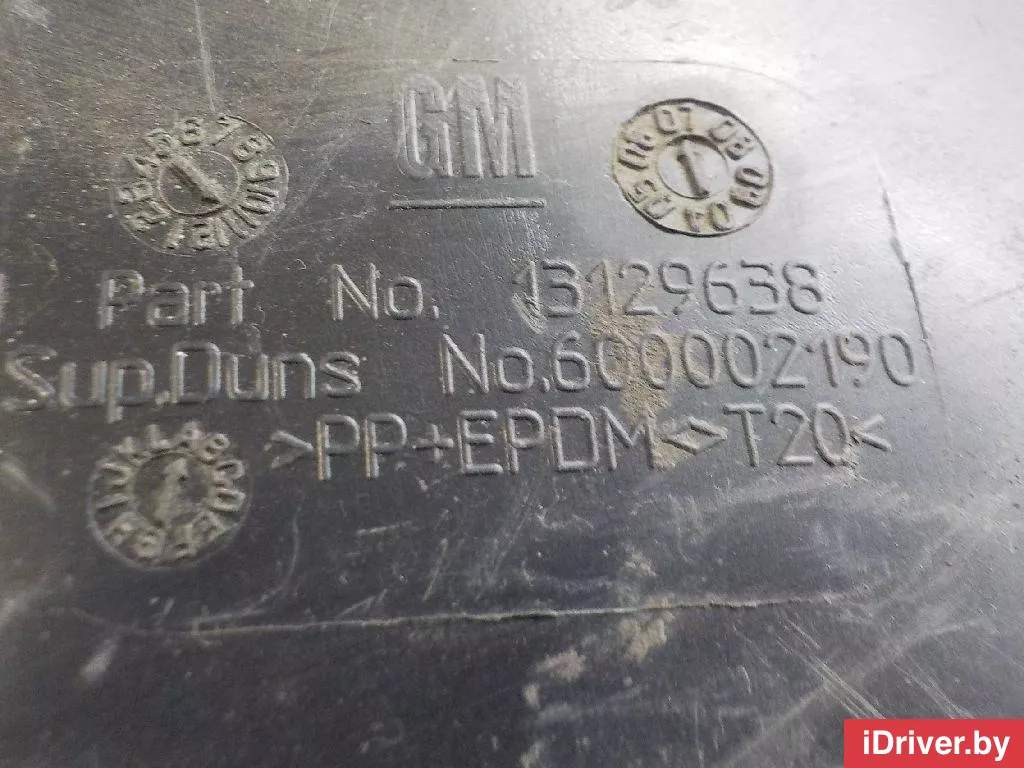 GM
Part No. 13129638
Sup.Duns No.600002190
>PP+EPDM<>T20<
iDriver.by